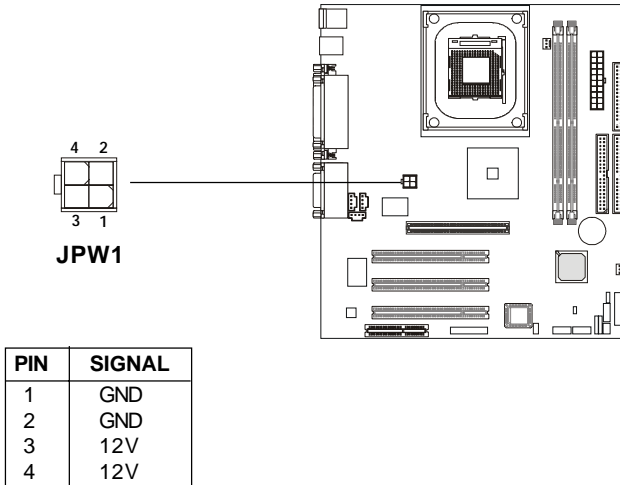 4 2
3 1
JPW1
PIN SIGNAL
1 GND
2 GND
3 12V
4 12V